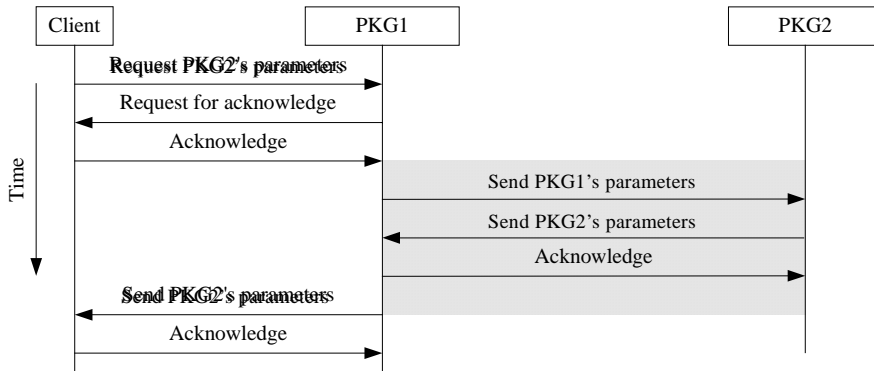 Client
PKG1
PKG2
Request PKG2's parameters
Request for acknowledge
Acknowledge
Time
Send PKG1's parameters
Send PKG2's parameters
Acknowledge
Send PKG2's parameters
Acknowledge